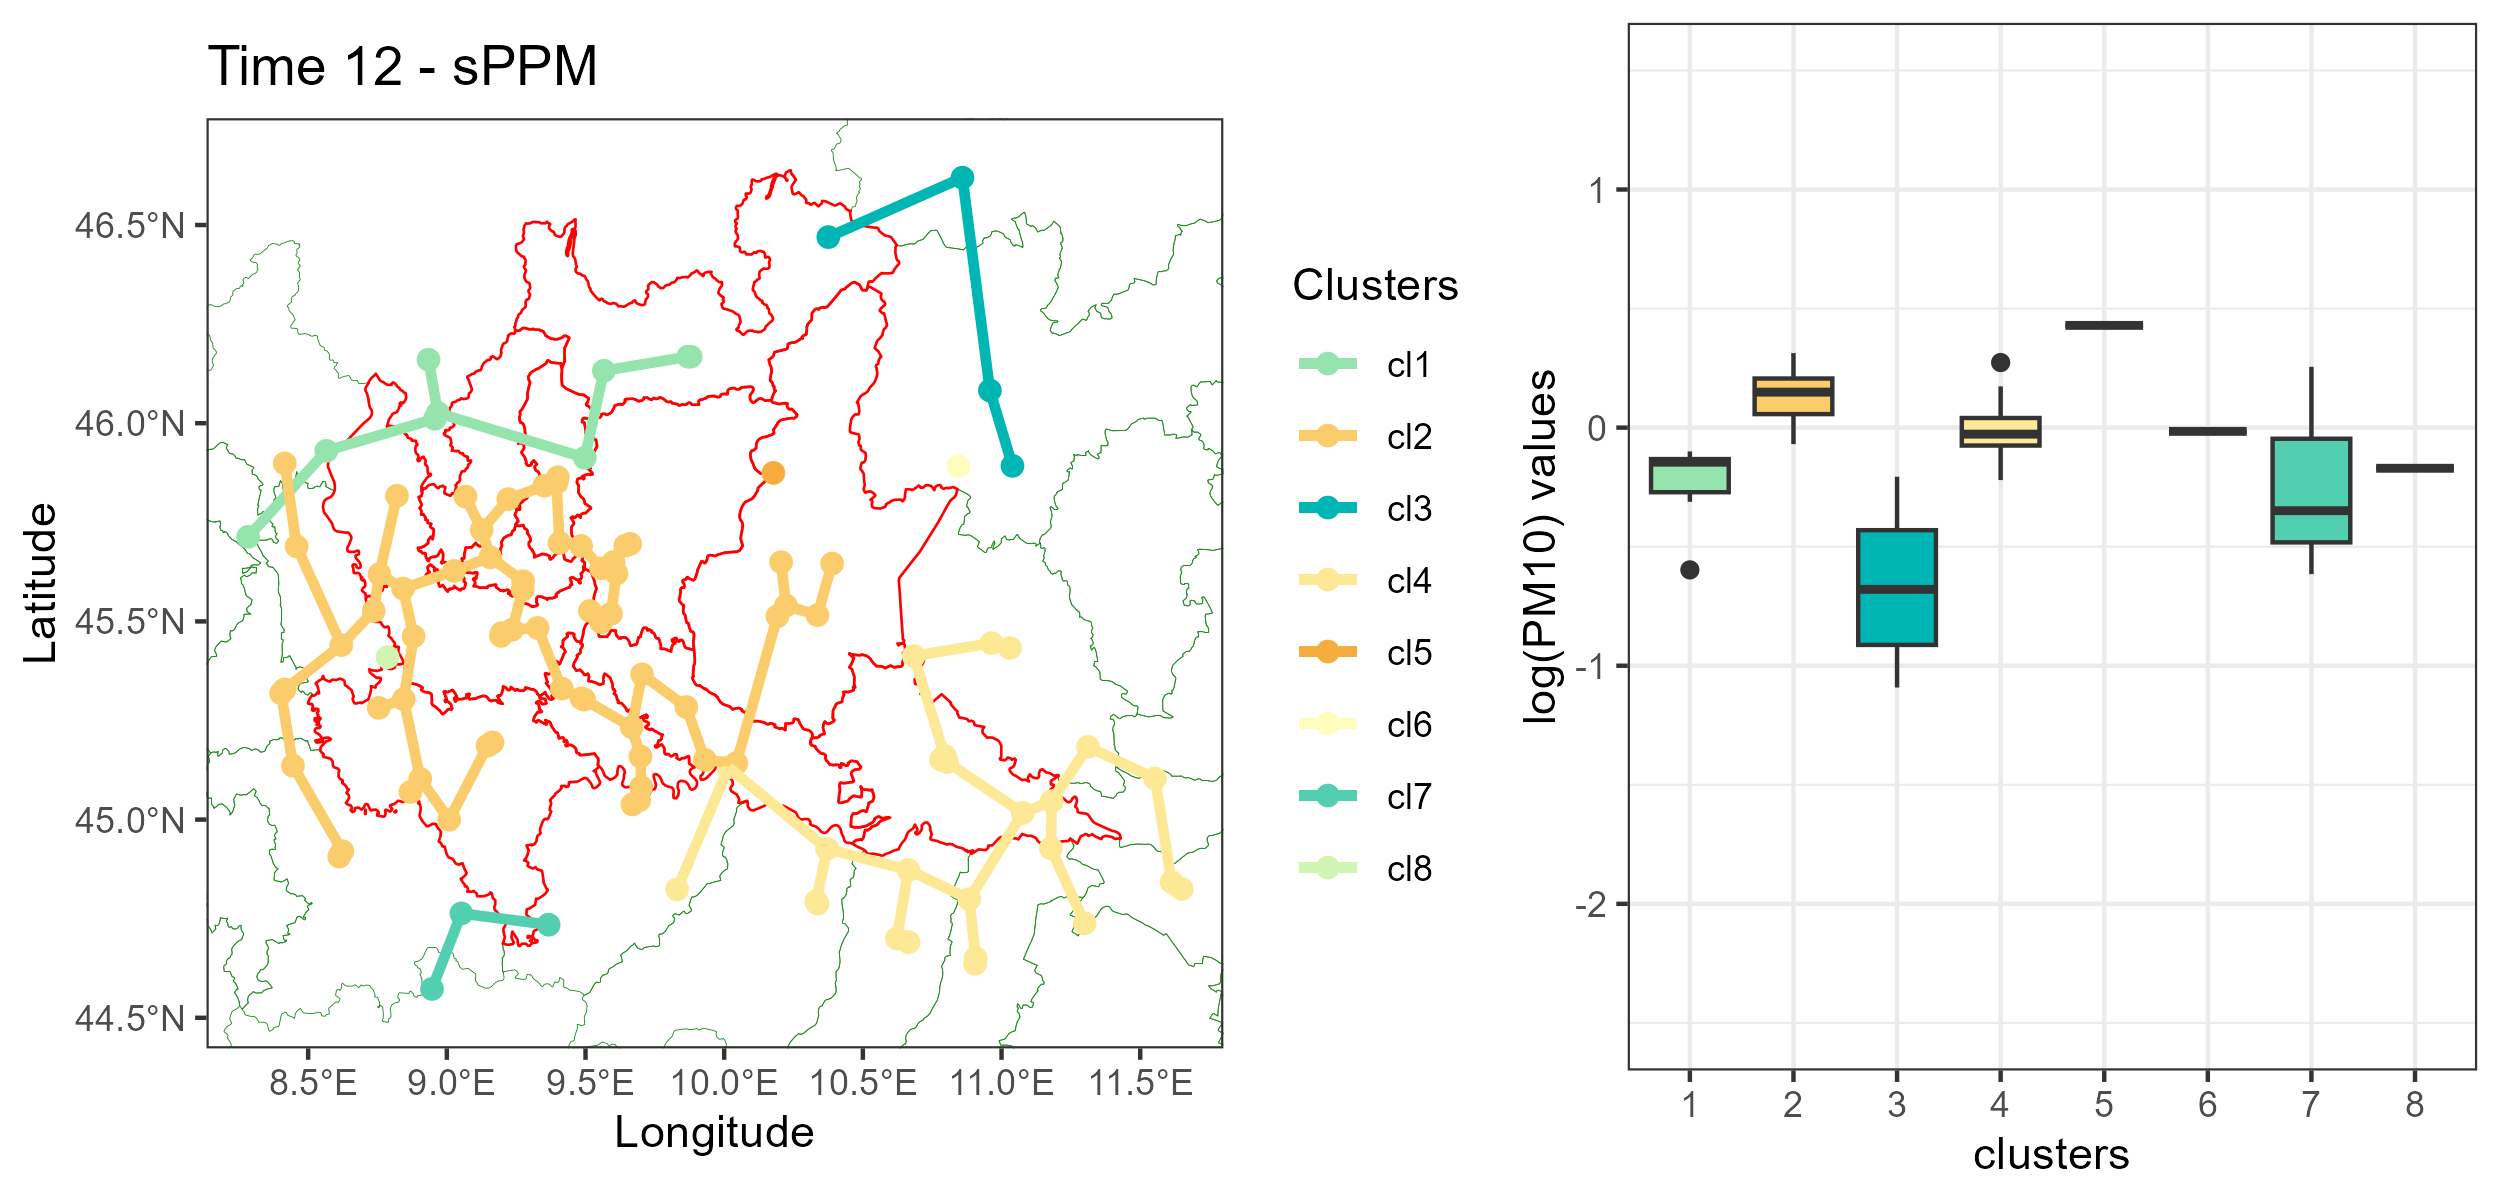 Time 12 - sPPM
46.5°N
46.0°N
45.5°N
45.0°N
44.5°N
Latitude
8.5°E 9.0°E 9.5°E 10.0°E 10.5°E 11.0°E 11.5°E
Longitude
Clusters
cl1
cl2
cl3
cl4
cl5
cl6
cl7
cl8
log(PM10) values
1
0
-1
-2
1 2 3 4 5 6 7 8
clusters